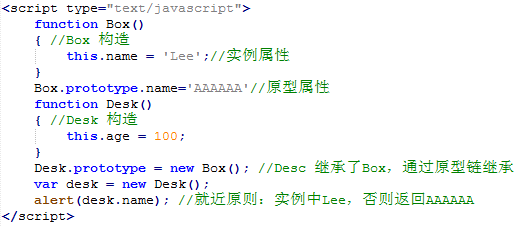 <script type="text/javascript">
    function Box()
    { //Box 构造
        this.name = 'Lee';//实例属性
    }
    Box.prototype.name='AAAAAA'//原型属性
    function Desk()
    { //Desk 构造
        this.age = 100;
    }
    Desk.prototype = new Box(); //Desc 继承了Box，通过原型链继承
    var desk = new Desk();
    alert(desk.name); //就近原则：实例中Lee，否则返回AAAAAA
</script>